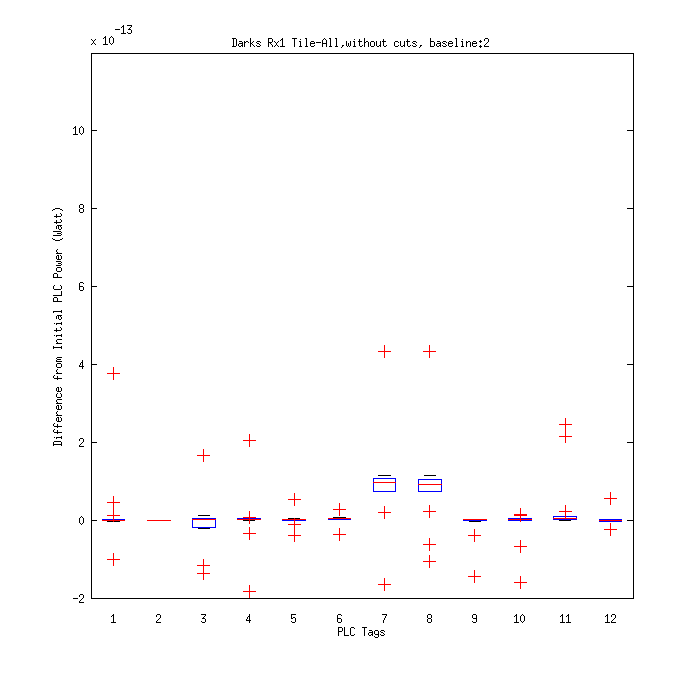 x 10-13
Darks Rx1 Tile-All,without cuts, baseline:2
10
8
6
4
2
0
-2
Difference from Initial PLC Power (Watt)
1 2 3 4 5 6 7 8 9 10 11 12
PLC Tags